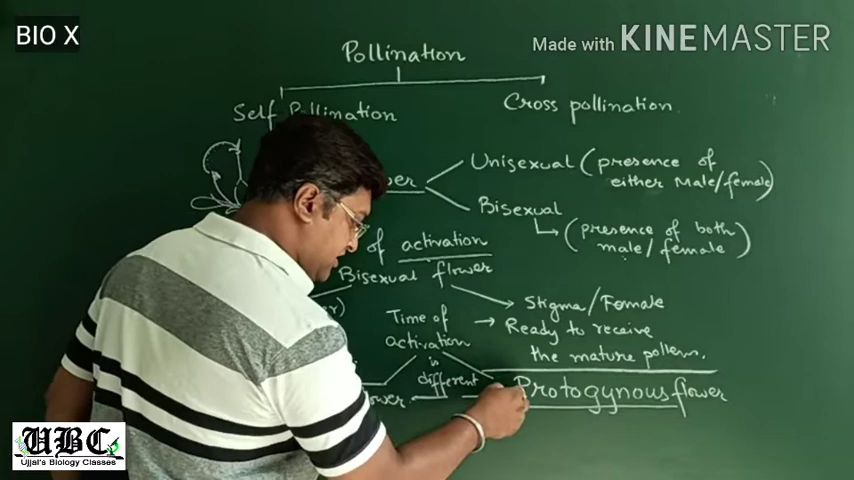 BIO X
Made with KINEMASTER
Pollination
Self Pollination
Cross pollination
Unisexual (presence of
either Male/female)
Bisexual
(presence of both
male/female)
of activation
Bisexual flower
Stigma/Female
Time of
→ Ready to receive
activation
the mature pollens.
is
different
Protogynous flower
UBC
Ujjal's Biology Classes